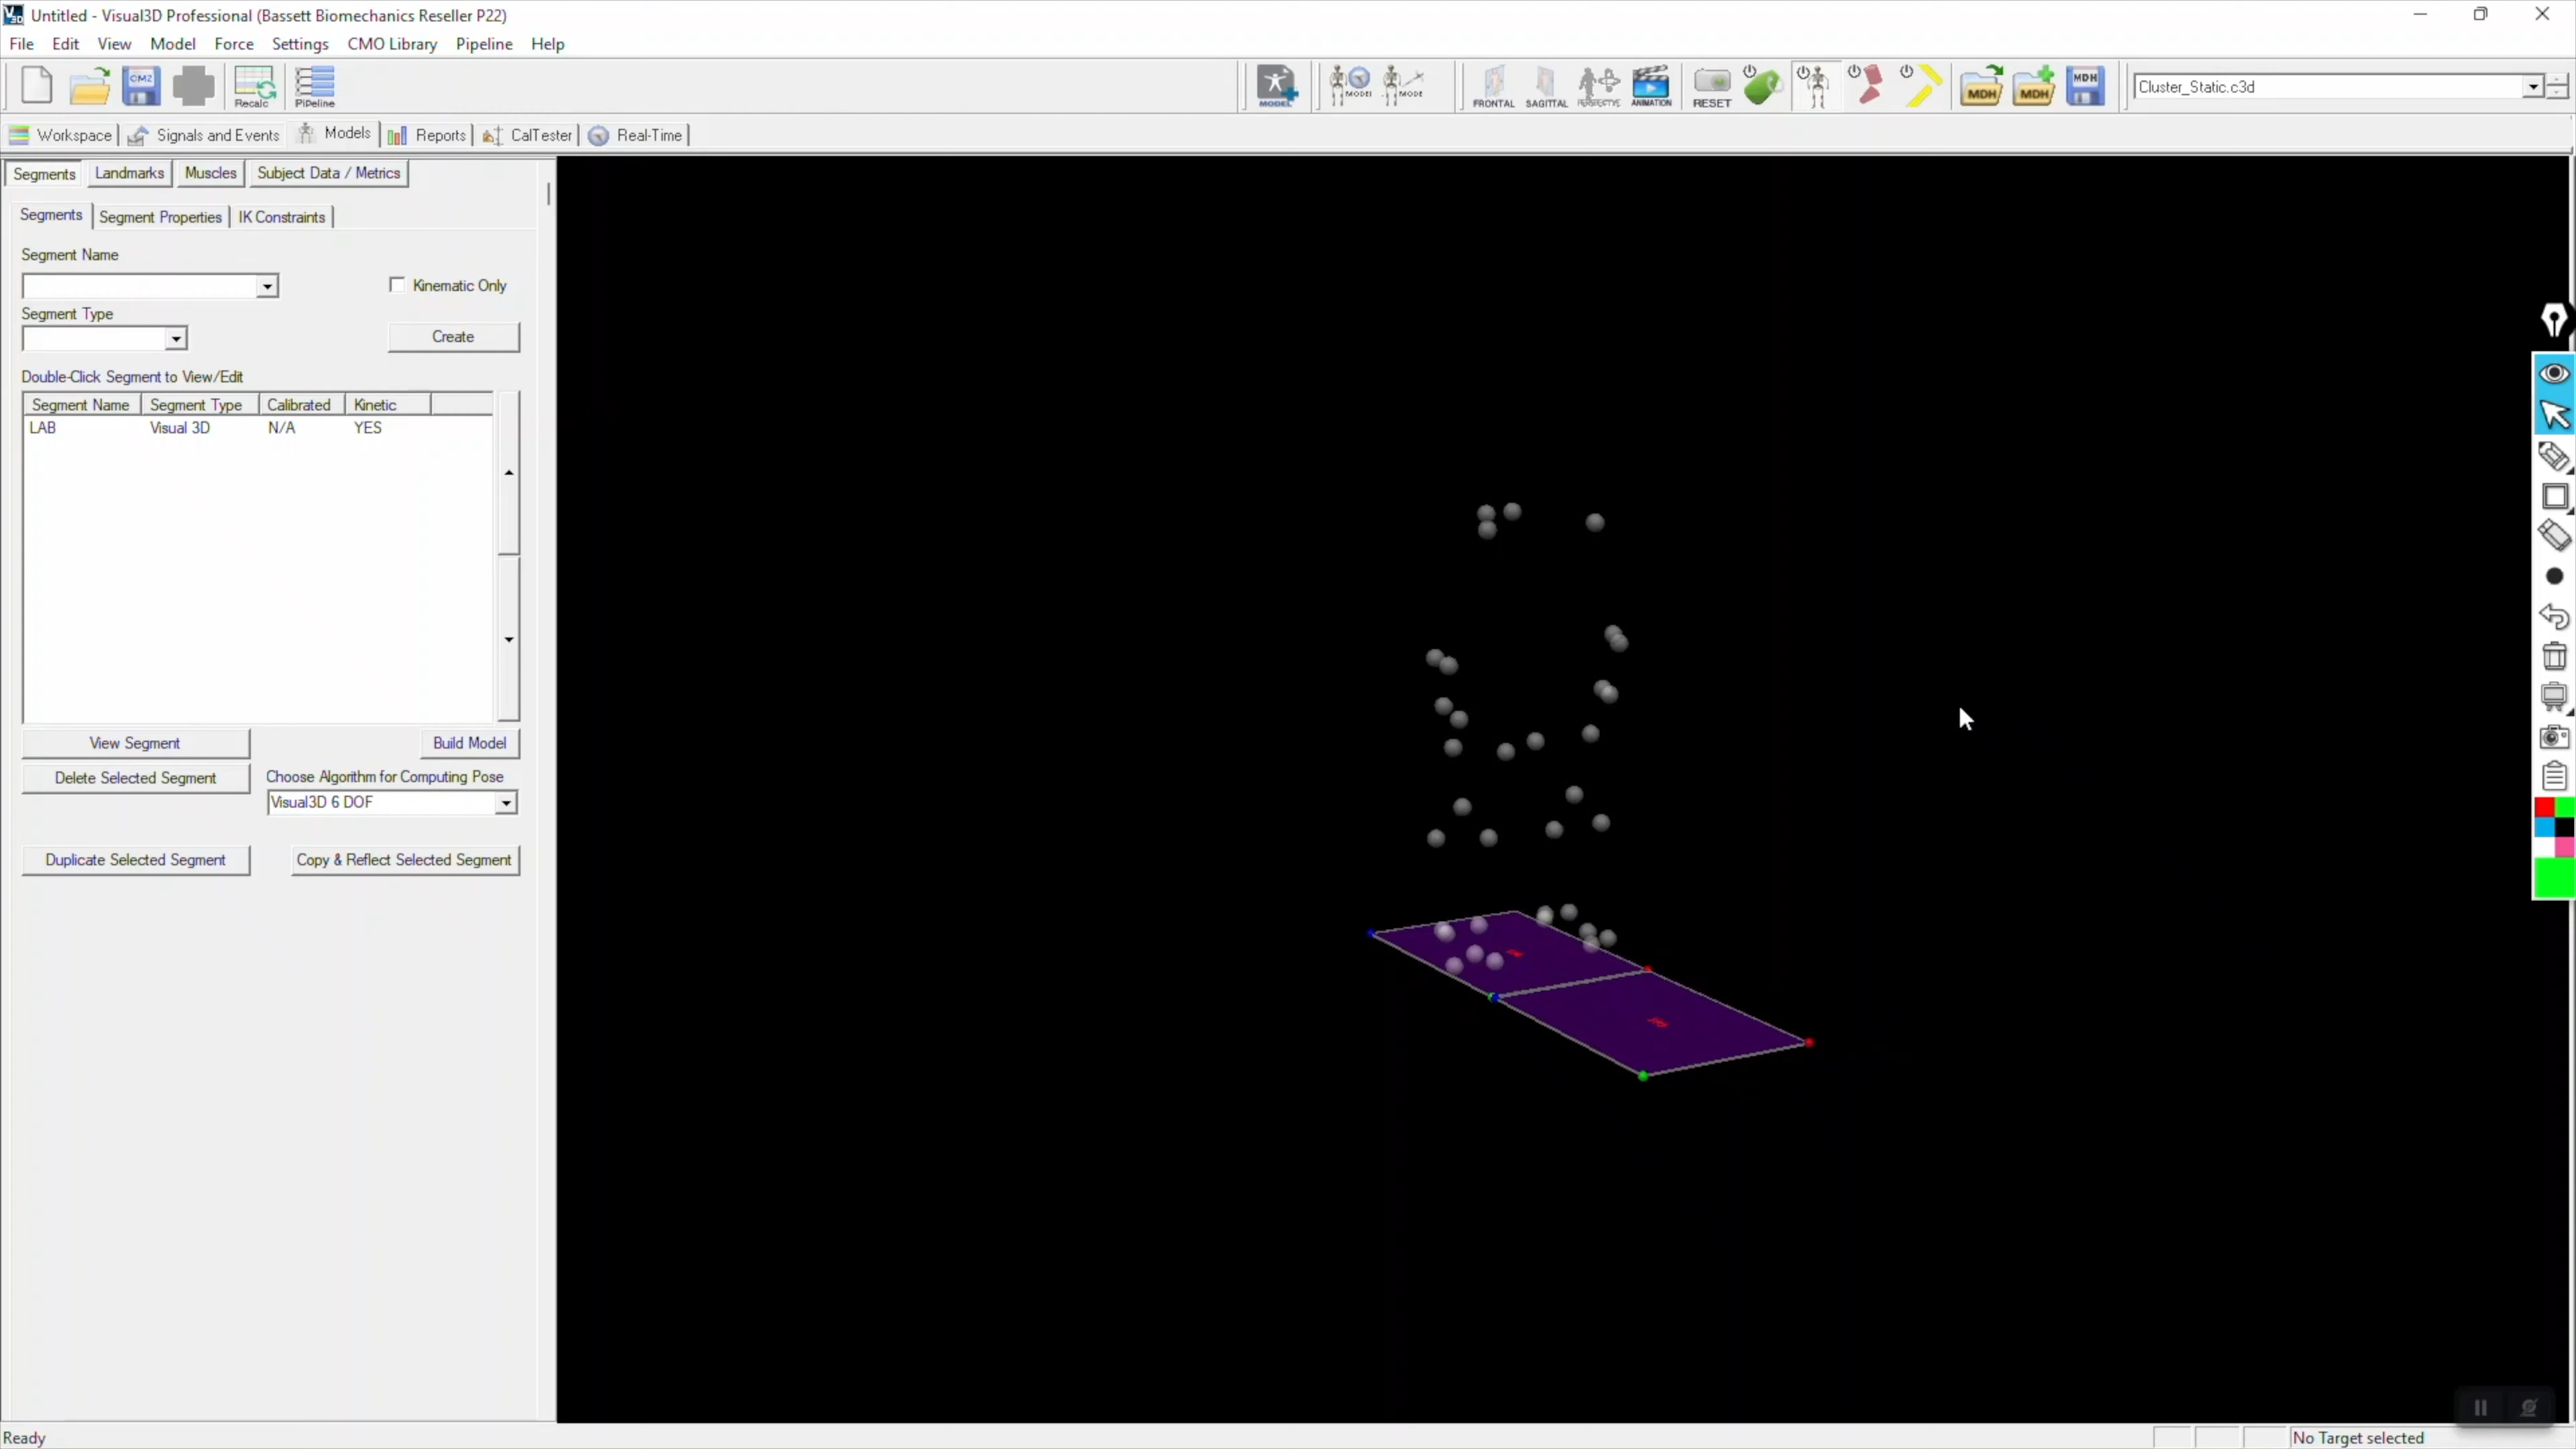 Untitled - Visual3D Professional (Bassett Biomechanics Reseller P22)
File Edit View Model Force Settings CMO Library Pipeline Help
CMZ Recalc Pipeline MODEL MODEL MODE FRONTAL SAGITTAL PERSPECTIVE ANIMATION RESET MDH MDH MDH Cluster_Static.c3d
Workspace Signals and Events Models Reports CalTester Real-Time
Segments Landmarks Muscles Subject Data / Metrics
Segments Segment Properties IK Constraints
Segment Name
Kinematic Only
Segment Type
Create
Double-Click Segment to View/Edit
Segment Name Segment Type Calibrated Kinetic
LAB Visual 3D N/A YES
View Segment Build Model
Delete Selected Segment Choose Algorithm for Computing Pose
Visual3D 6 DOF
Duplicate Selected Segment Copy & Reflect Selected Segment
Ready No Target selected